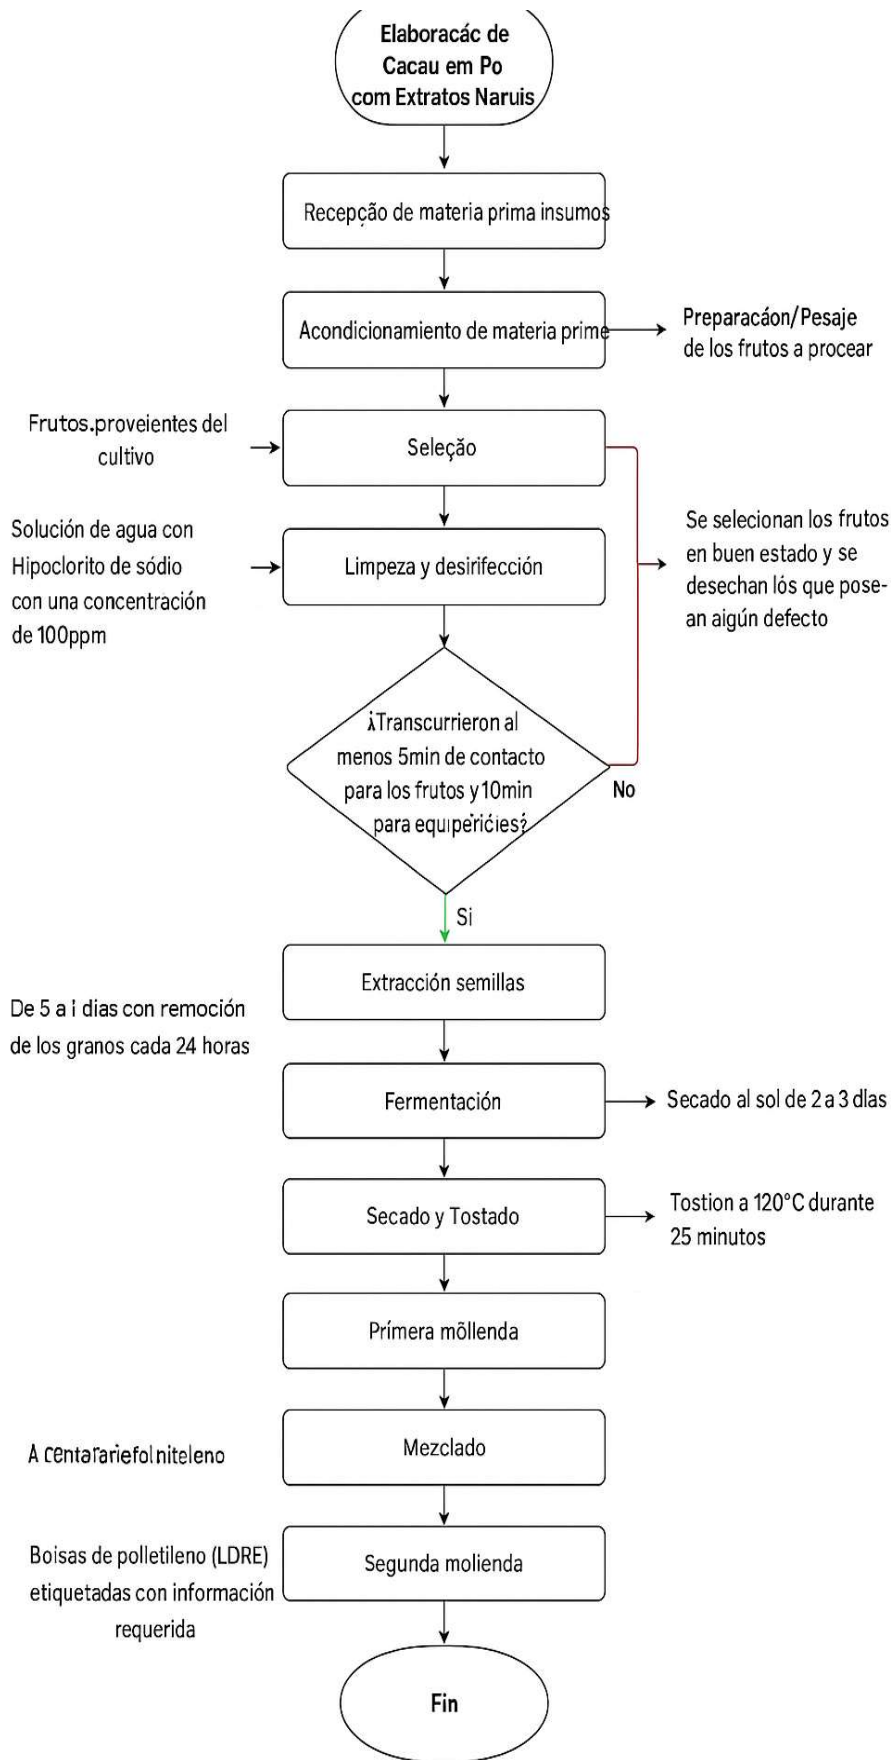 Elaboracác de
Cacau em Po
com Extratos Naruis
Recepção de materia prima insumos
Acondicionamiento de materia prime
Preparacáon/Pesaje
de los frutos a procear
Frutos.proveientes del
cultivo
Seleção
Solución de agua con
Hipoclorito de sódio
con una concentración
de 100ppm
Limpeza y desirifección
Se selecionan los frutos
en buen estado y se
desechan lós que pose-
an aigún defecto
¿Transcurrieron al
menos 5min de contacto
para los frutos y 10min
para
No
Si
Extracción semillas
De 5 a i dias con remoción
de los granos cada 24 horas
Fermentación
Secado al sol de 2 a 3 dlas
Secado y Tostado
Tostion a 120°C durante
25 minutos
Prímera mõllenda
Mezclado
A
Boisas de polletileno (LDRE)
etiquetadas con información
requerida
Segunda molienda
Fin